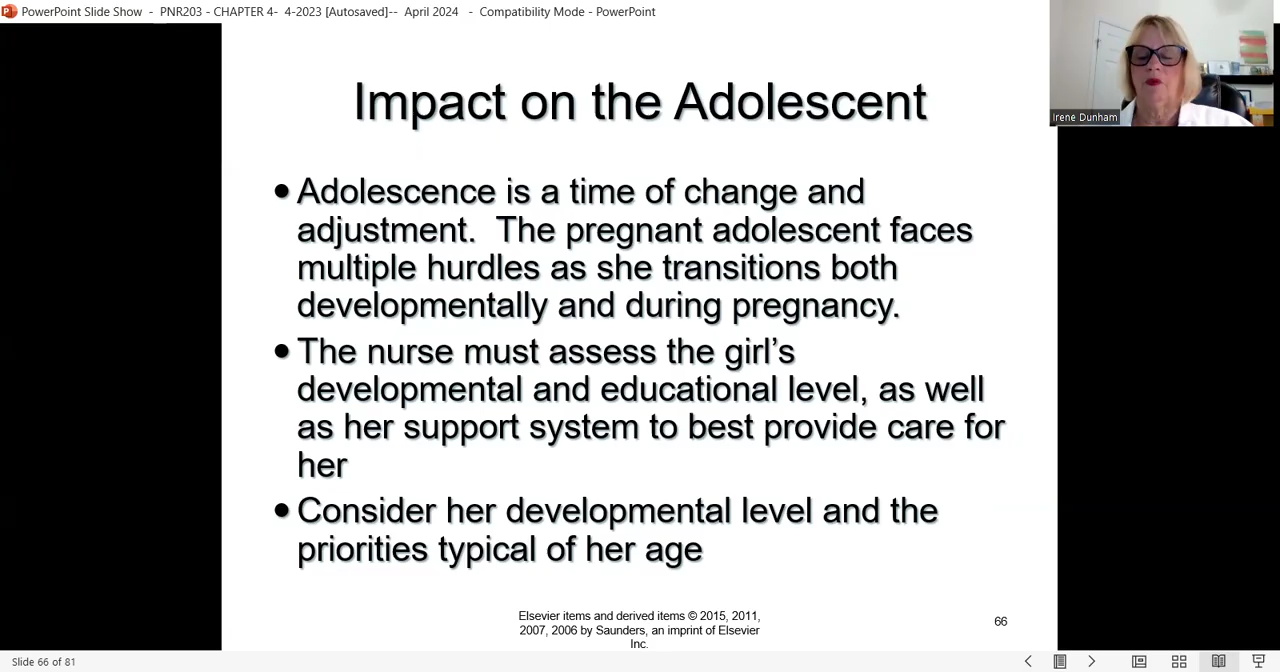 PowerPoint Slide Show - PNR203 - CHAPTER 4- 4-2023 [Autosaved]-- April 2024 - Compatibility Mode - PowerPoint
Irene Dunham
Impact on the Adolescent
• Adolescence is a time of change and
adjustment. The pregnant adolescent faces
multiple hurdles as she transitions both
developmentally and during pregnancy.
• The nurse must assess the girl’s
developmental and educational level, as well
as her support system to best provide care for
her
• Consider her developmental level and the
priorities typical of her age
Elsevier items and derived items © 2015, 2011,
2007, 2006 by Saunders, an imprint of Elsevier
Inc.
66
Slide 66 of 81